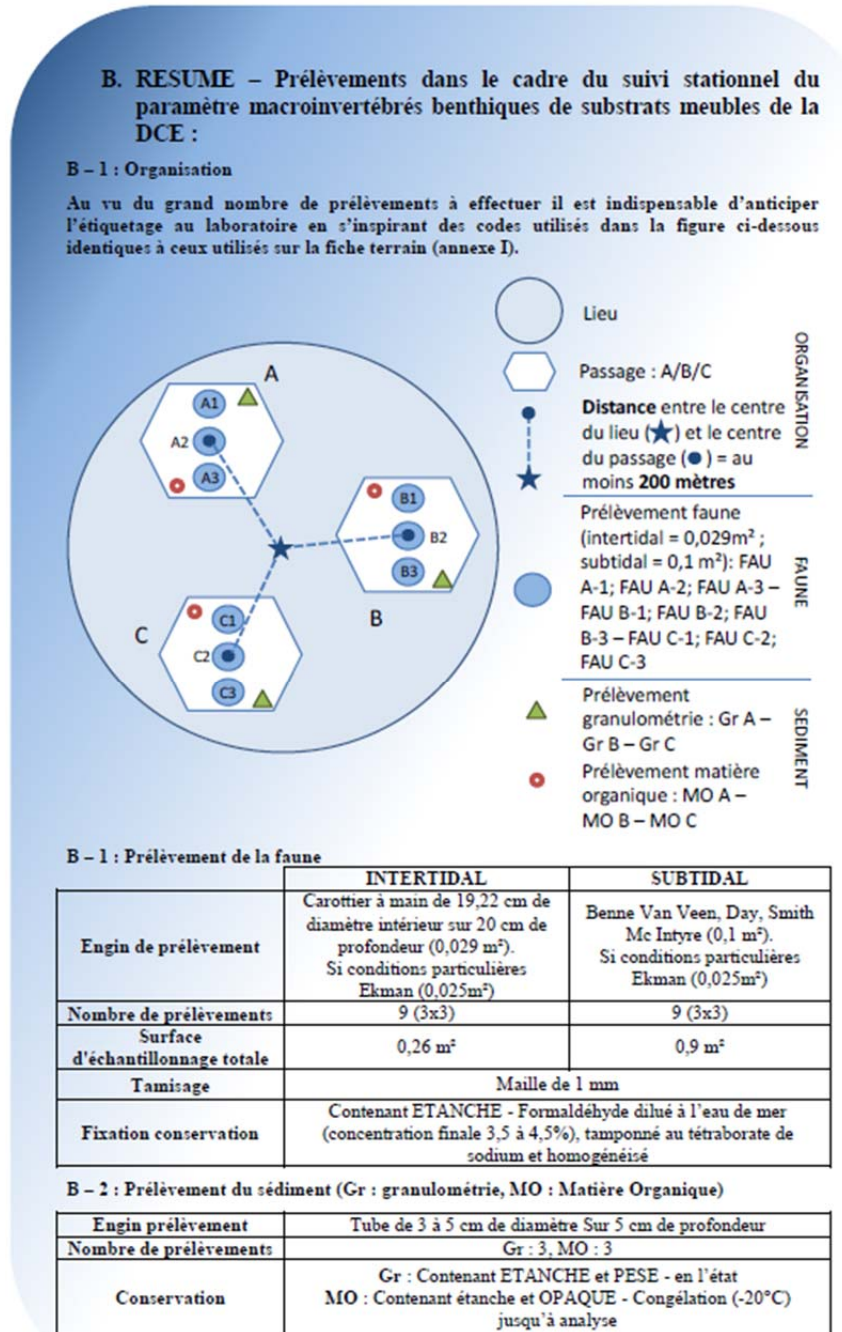 B. RESUME – Prélèvements dans le cadre du suivi stationnel du
paramètre macroinvertébrés benthiques de substrats meubles de la
DCE :
B – 1 : Organisation
Au vu du grand nombre de prélèvements à effectuer il est indispensable d’anticiper
l’étiquetage au laboratoire en s’inspirant des codes utilisés dans la figure ci-dessous
identiques à ceux utilisés sur la fiche terrain (annexe I).
A
A1
A2
A3
B1
B2
B3
B
C
C1
C2
C3
Lieu
Passage : A/B/C
Distance entre le centre
du lieu (★) et le centre
du passage (●) = au
moins 200 mètres
ORGANISATION
Prélèvement faune
(intertidal = 0,029m² ;
subtidal = 0,1 m²): FAU
A-1; FAU A-2; FAU A-3 –
FAU B-1; FAU B-2; FAU
B-3 – FAU C-1; FAU C-2;
FAU C-3
FAUNE
Prélèvement
granulométrie : Gr A –
Gr B – Gr C
Prélèvement matière
organique : MO A –
MO B – MO C
SEDIMENT
B – 1 : Prélèvement de la faune
INTERTIDAL
SUBTIDAL
Engin de prélèvement
Carottier à main de 19,22 cm de
diamètre intérieur sur 20 cm de
profondeur (0,029 m²).
Si conditions particulières
Ekman (0,025m²)
Benne Van Veen, Day, Smith
Mc Intyre (0,1 m²).
Si conditions particulières
Ekman (0,025m²)
Nombre de prélèvements
9 (3x3)
9 (3x3)
Surface
d'échantillonnage totale
0,26 m²
0,9 m²
Tamisage
Maille de 1 mm
Fixation conservation
Contenant ETANCHE - Formaldéhyde dilué à l’eau de mer
(concentration finale 3,5 à 4,5%), tamponné au tétraborate de
sodium et homogénéisé
B – 2 : Prélèvement du sédiment (Gr : granulométrie, MO : Matière Organique)
Engin prélèvement
Tube de 3 à 5 cm de diamètre Sur 5 cm de profondeur
Nombre de prélèvements
Gr : 3, MO : 3
Conservation
Gr : Contenant ETANCHE et PESE - en l’état
MO : Contenant étanche et OPAQUE - Congélation (-20°C)
jusqu’à analyse